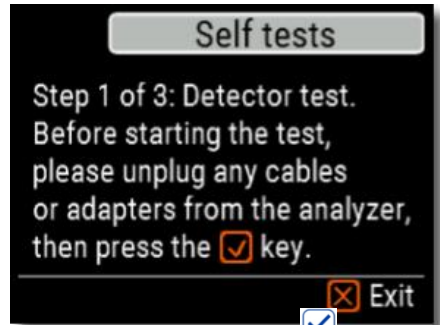 Self tests
Step 1 of 3: Detector test.
Before starting the test,
please unplug any cables
or adapters from the analyzer,
then press the ☑ key.
☒ Exit